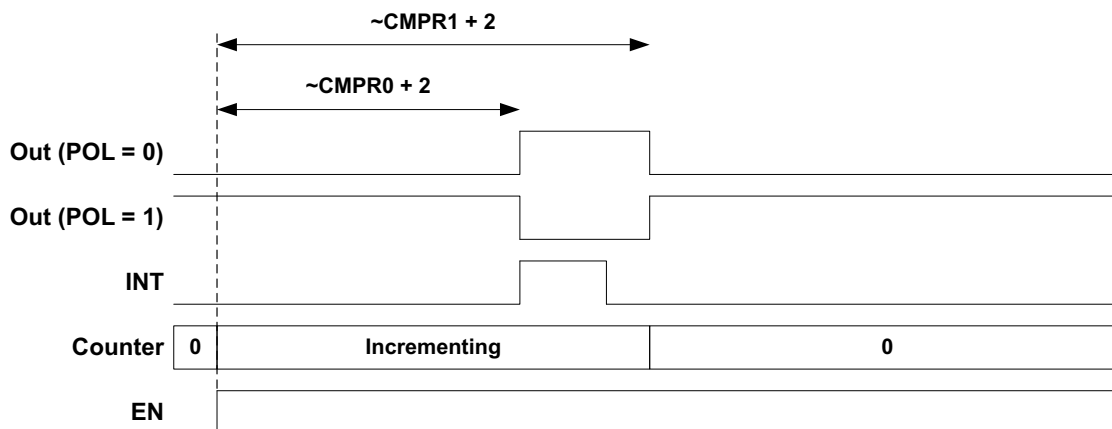 ~CMPR1 + 2
~CMPR0 + 2
Out (POL = 0)
Out (POL = 1)
INT
Counter 0 Incrementing 0
EN